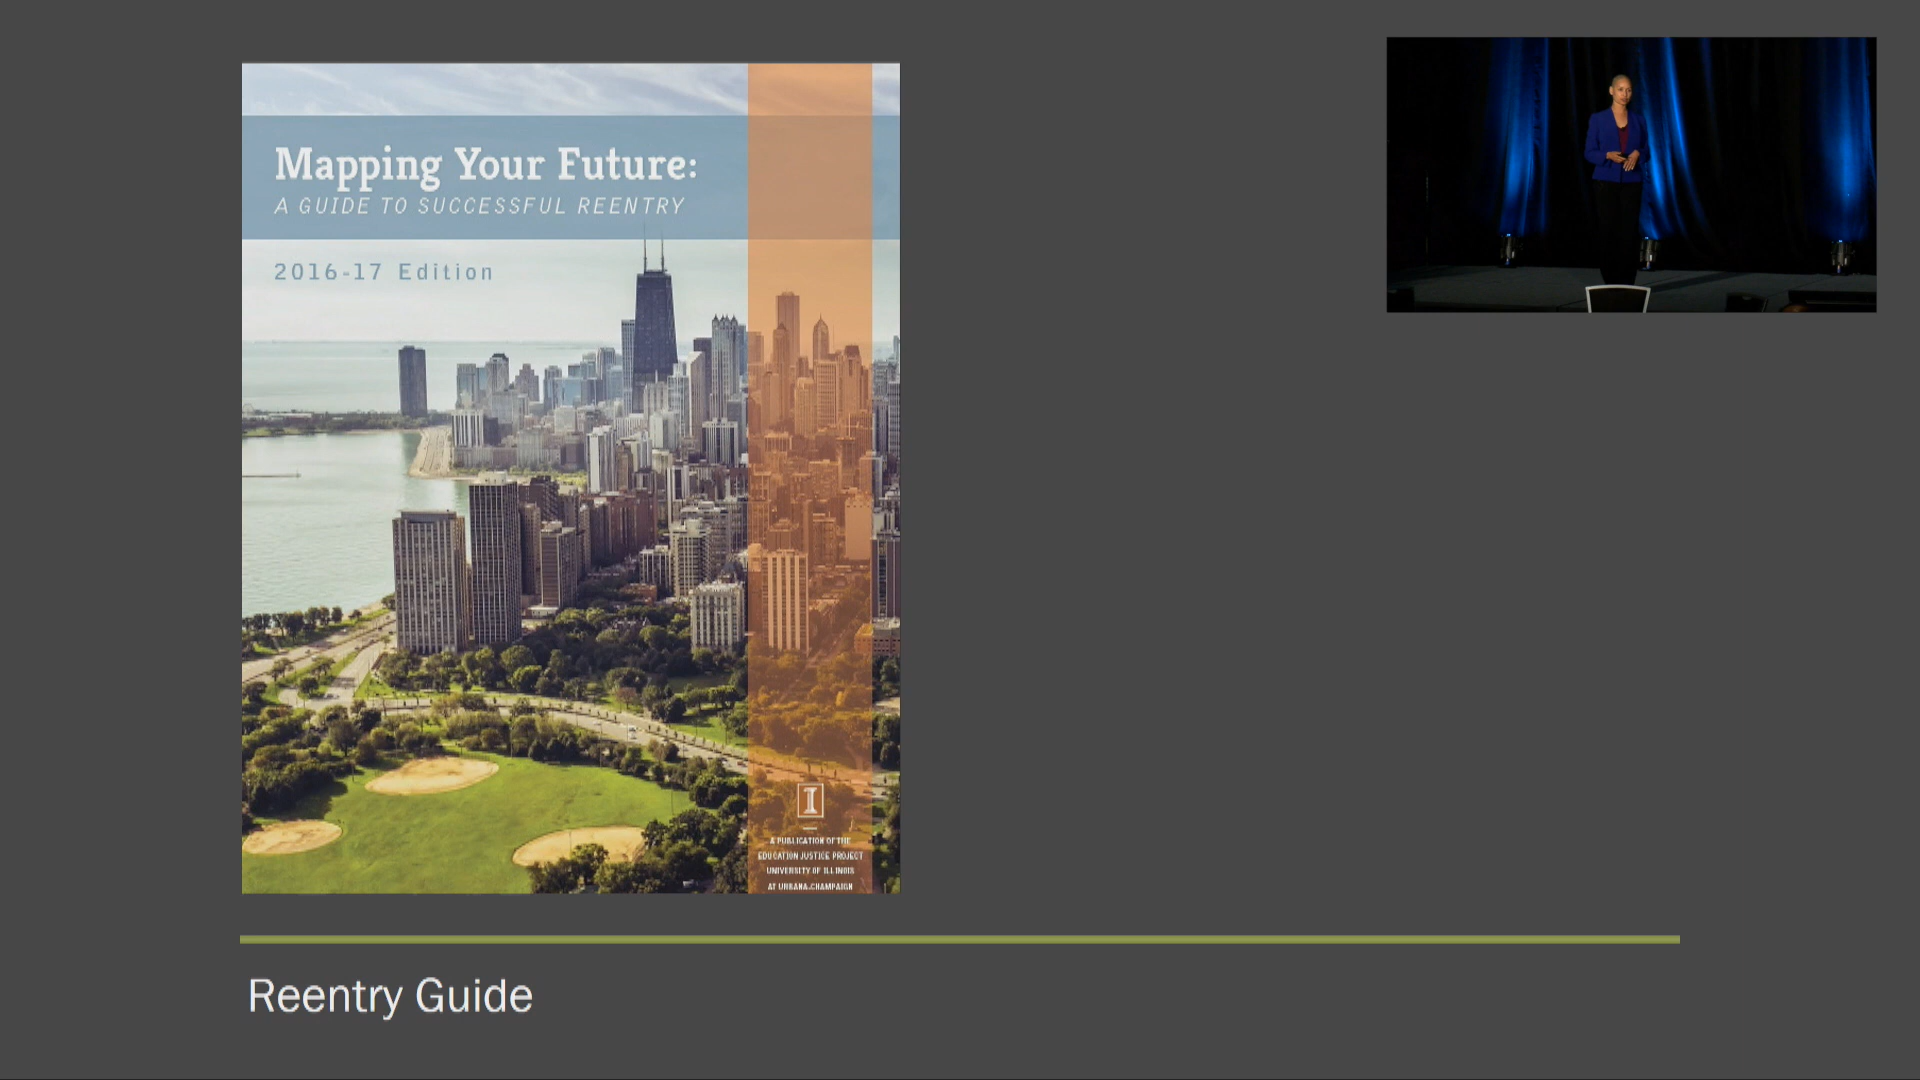 Mapping Your Future:
A GUIDE TO SUCCESSFUL REENTRY
2016-17 Edition
I
A PUBLICATION OF THE
EDUCATION JUSTICE PROJECT
UNIVERSITY OF ILLINOIS
AT URBANA-CHAMPAIGN
Reentry Guide